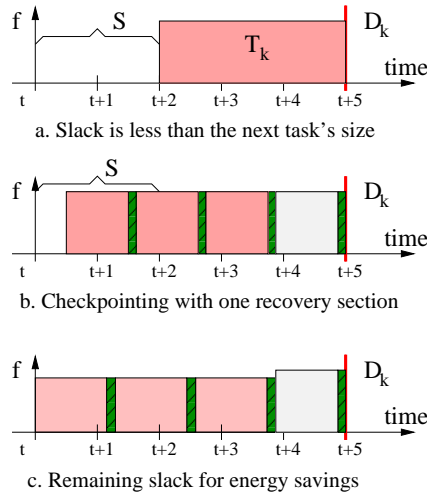 f S D_k
T_k
time
t t+1 t+2 t+3 t+4 t+5
a. Slack is less than the next task's size
S
f D_k
time
t t+1 t+2 t+3 t+4 t+5
b. Checkpointing with one recovery section
f D_k
time
t t+1 t+2 t+3 t+4 t+5
c. Remaining slack for energy savings